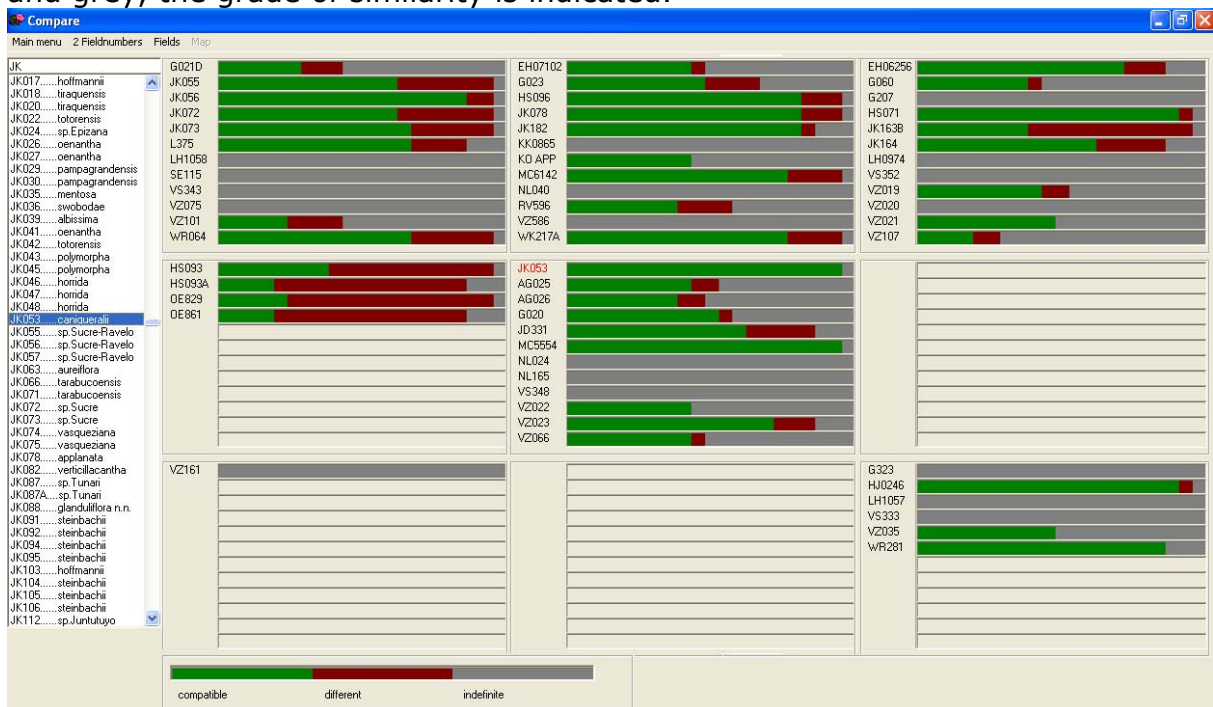 and grey), the grade of similarity is indicated.
Compare
Main menu 2 Fieldnumbers Fields Map
JK
JK017......hoffmannii
JK018......tiraquensis
JK020......tiraquensis
JK022......totorensis
JK024......sp.Epizana
JK026......oenantha
JK027......oenantha
JK029......pampagrandensis
JK030......pampagrandensis
JK035......mentosa
JK036......swobodae
JK039......albissima
JK041......oenantha
JK042......totorensis
JK043......polymorpha
JK045......polymorpha
JK046......horrida
JK047......horrida
JK048......horrida
JK053......canigueralii
JK055......sp.Sucre-Ravelo
JK056......sp.Sucre-Ravelo
JK057......sp.Sucre-Ravelo
JK063......aureiflora
JK066......tarabucoensis
JK071......tarabucoensis
JK072......sp.Sucre
JK073......sp.Sucre
JK074......vasqueziana
JK075......vasqueziana
JK078......applanata
JK082......verticillacantha
JK087......sp.Tunari
JK087A....sp.Tunari
JK088......glanduliflora n.n.
JK091......steinbachii
JK092......steinbachii
JK094......steinbachii
JK095......steinbachii
JK103......hoffmannii
JK104......steinbachii
JK105......steinbachii
JK106......steinbachii
JK112......sp.Juntutuyo
G021D
JK055
JK056
JK072
JK073
L375
LH1058
SE115
VS343
VZ075
VZ101
WR064
EH07102
G023
HS096
JK078
JK182
KK0865
KO APP
MC6142
NL040
RV596
VZ586
WK217A
EH06256
G060
G207
HS071
JK163B
JK164
LH0974
VS352
VZ019
VZ020
VZ021
VZ107
HS093
HS093A
OE829
OE861
JK053
AG025
AG026
G020
JD331
MC5554
NL024
NL165
VS348
VZ022
VZ023
VZ066
VZ161
G323
HJ0246
LH1057
VS333
VZ035
WR281
compatible different indefinite